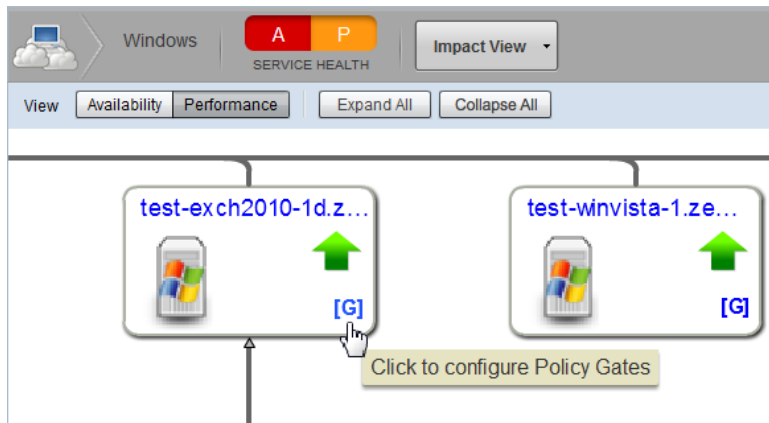 Windows
A P
SERVICE HEALTH
Impact View
View Availability Performance Expand All Collapse All
test-exch2010-1d.z...
test-winvista-1.ze...
[G]
[G]
Click to configure Policy Gates